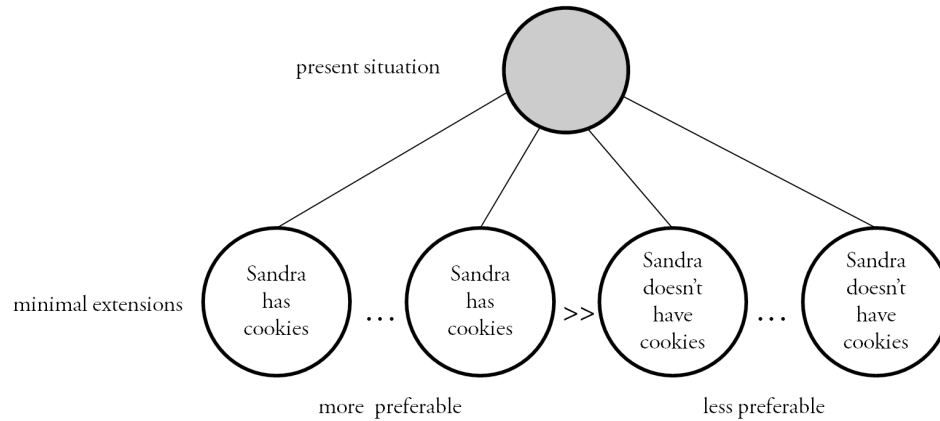 present situation
minimal extensions
Sandra
has
cookies
...
Sandra
has
cookies
>>
Sandra
doesn't
have
cookies
...
Sandra
doesn't
have
cookies
more preferable
less preferable